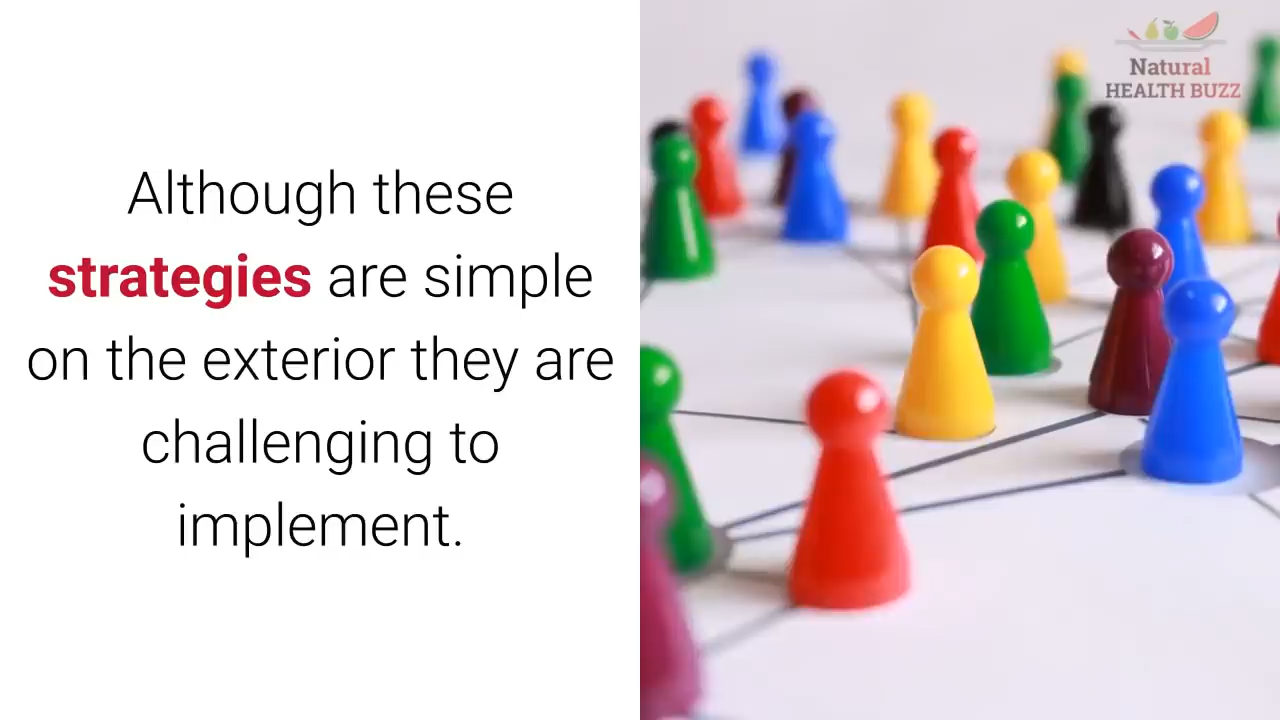 Although these
strategies are simple
on the exterior they are
challenging to
implement.
Natural
HEALTH BUZZ